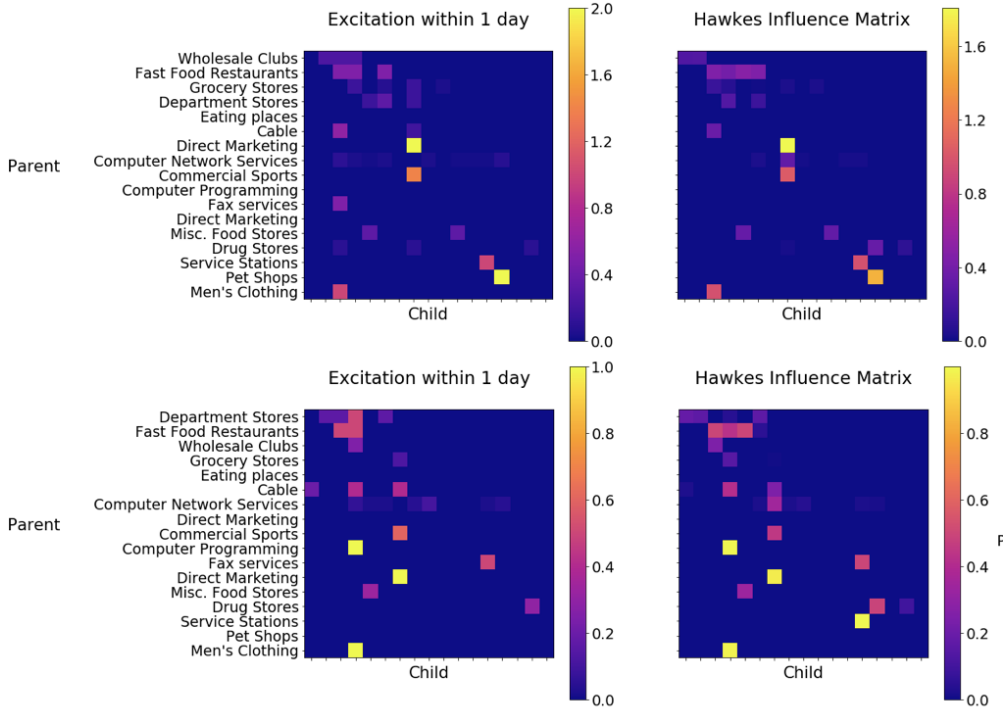 Excitation within 1 day
Hawkes Influence Matrix
Parent
Wholesale Clubs
Fast Food Restaurants
Grocery Stores
Department Stores
Eating places
Cable
Direct Marketing
Computer Network Services
Commercial Sports
Computer Programming
Fax services
Direct Marketing
Misc. Food Stores
Drug Stores
Service Stations
Pet Shops
Men's Clothing
Child
2.0
1.6
1.2
0.8
0.4
0.0
Child
1.6
1.2
0.8
0.4
0.0
Excitation within 1 day
Hawkes Influence Matrix
Parent
Department Stores
Fast Food Restaurants
Wholesale Clubs
Grocery Stores
Eating places
Cable
Computer Network Services
Direct Marketing
Commercial Sports
Computer Programming
Fax services
Direct Marketing
Misc. Food Stores
Drug Stores
Service Stations
Pet Shops
Men's Clothing
Child
1.0
0.8
0.6
0.4
0.2
0.0
Child
0.8
0.6
0.4
0.2
0.0